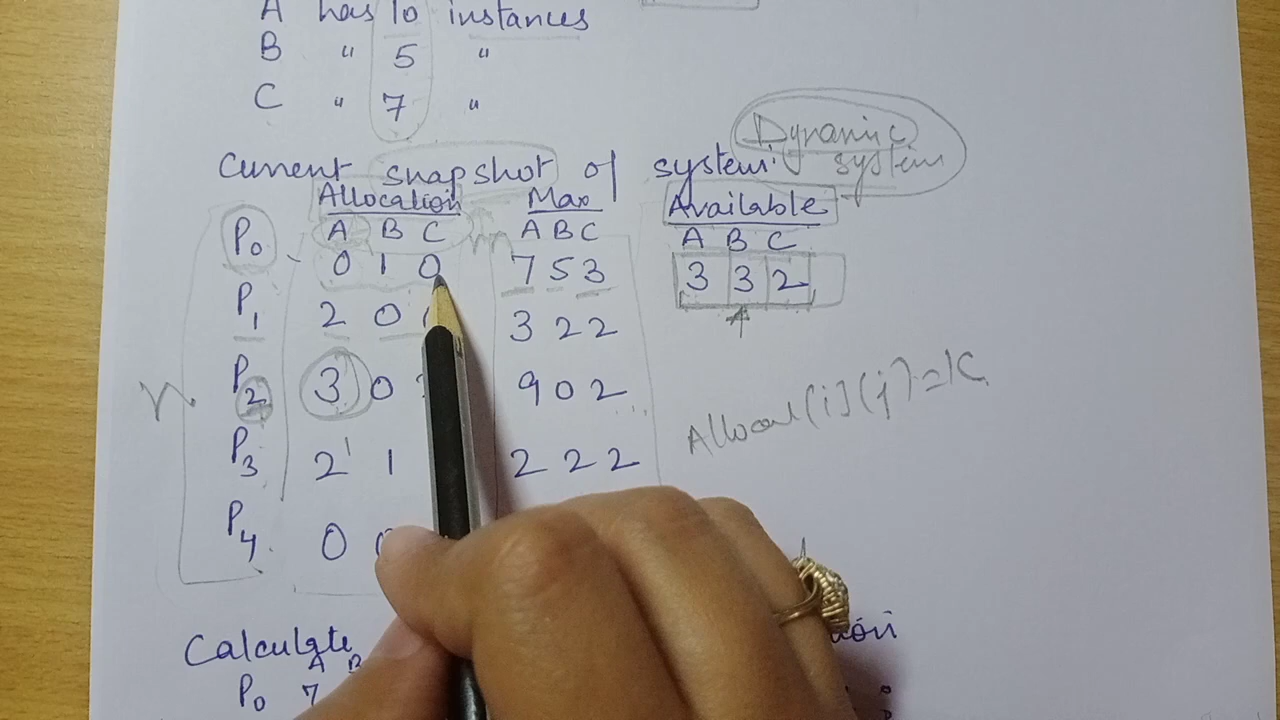 A has 10 instances
B " 5 "
C " 7 "
Dynamic
system
Current snapshot of system:
Allocation Max Available
P0 A B C A B C A B C
0 1 0 7 5 3 3 3 2
P1 2 0 3 2 2
P2 3 0 9 0 2
n
P3 2 1 2 2 2
P4 0
Calculate
A B
P0 7